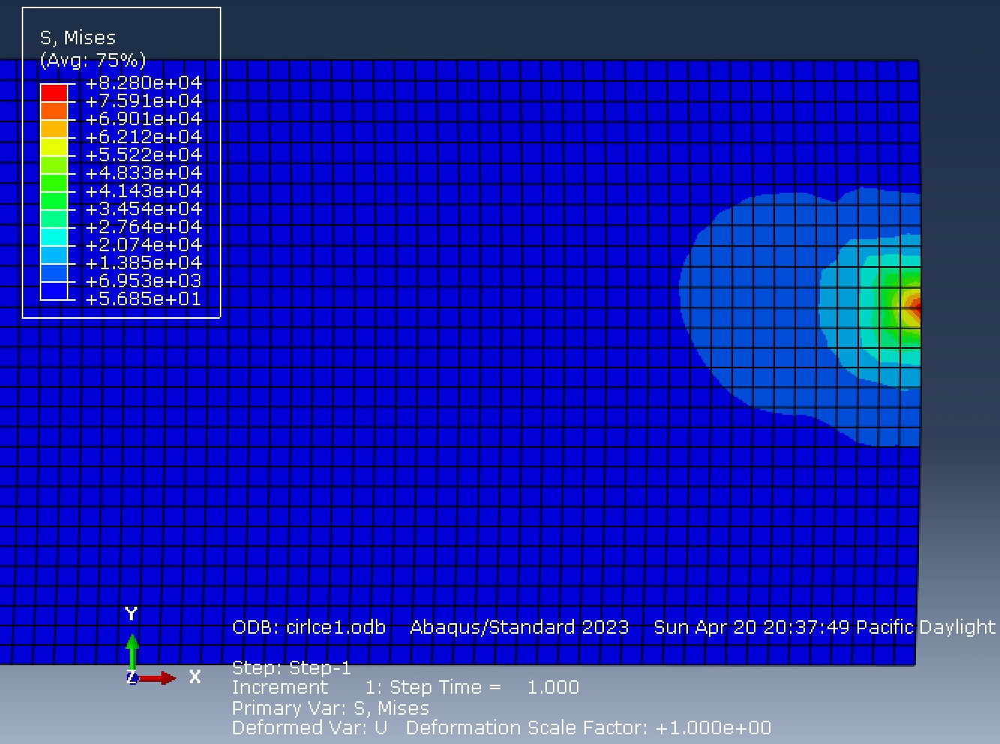 S, Mises
(Avg: 75%)
+8.280e+04
+7.591e+04
+6.901e+04
+6.212e+04
+5.522e+04
+4.833e+04
+4.143e+04
+3.454e+04
+2.764e+04
+2.074e+04
+1.385e+04
+6.953e+03
+5.685e+01
Y
Z X
ODB: cirlce1.odb Abaqus/Standard 2023 Sun Apr 20 20:37:49 Pacific Daylight
Step: Step-1
Increment 1: Step Time = 1.000
Primary Var: S, Mises
Deformed Var: U Deformation Scale Factor: +1.000e+00